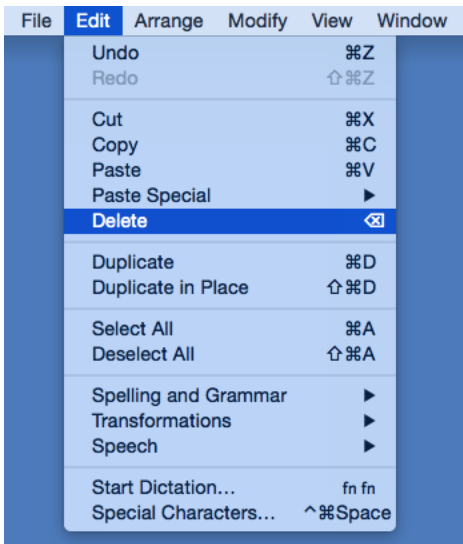 File Edit Arrange Modify View Window
Undo ⌘Z
Redo ⇧⌘Z
Cut ⌘X
Copy ⌘C
Paste ⌘V
Paste Special ▶
Delete ⌫
Duplicate ⌘D
Duplicate in Place ⇧⌘D
Select All ⌘A
Deselect All ⇧⌘A
Spelling and Grammar ▶
Transformations ▶
Speech ▶
Start Dictation... fn fn
Special Characters... ^⌘Space